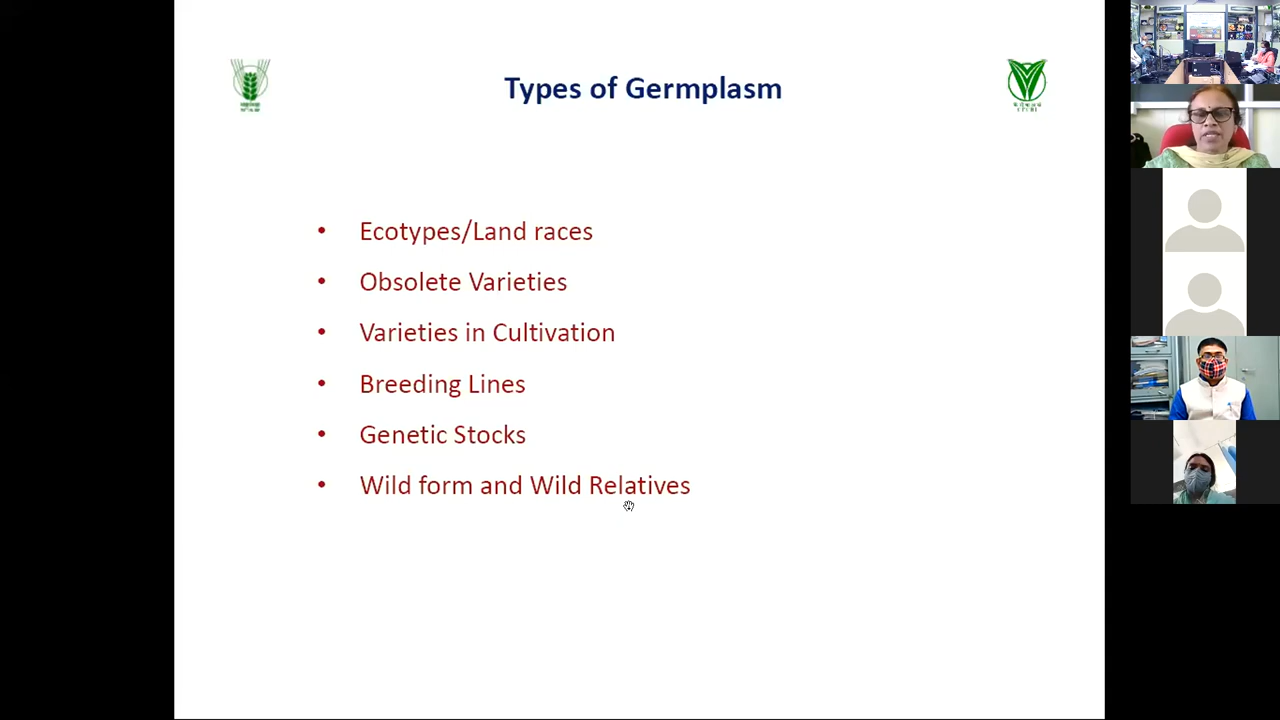 Types of Germplasm
• Ecotypes/Land races
• Obsolete Varieties
• Varieties in Cultivation
• Breeding Lines
• Genetic Stocks
• Wild form and Wild Relatives